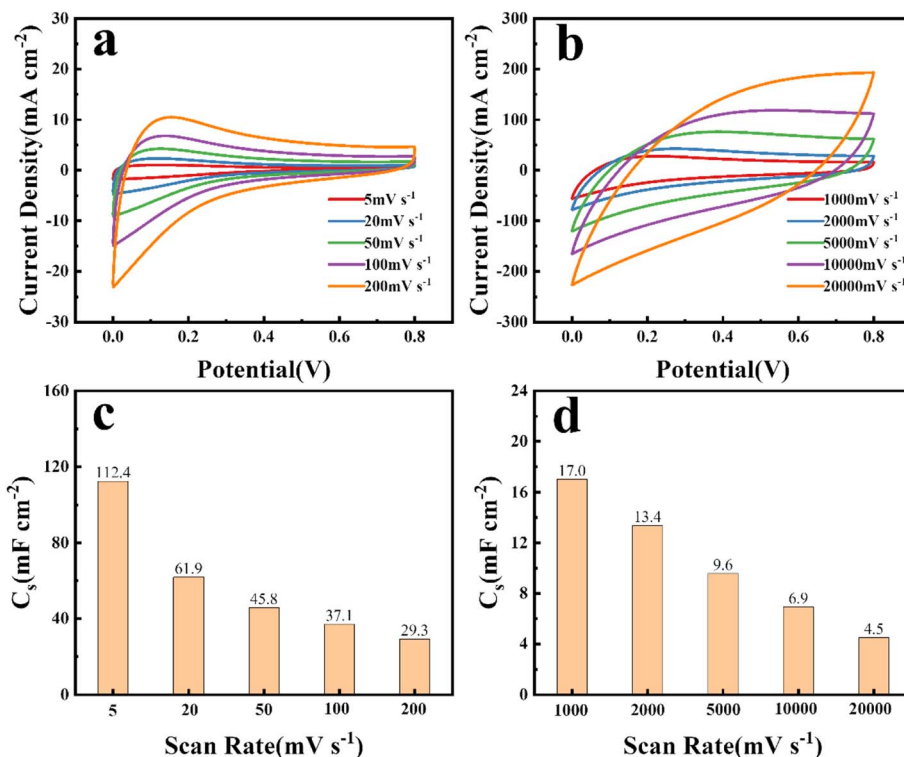 a
Current Density(mA cm⁻²)
30
20
10
0
-10
-20
-30
5mV s⁻¹
20mV s⁻¹
50mV s⁻¹
100mV s⁻¹
200mV s⁻¹
0.0 0.2 0.4 0.6 0.8
Potential(V)
b
Current Density(mA cm⁻²)
300
200
100
0
-100
-200
-300
1000mV s⁻¹
2000mV s⁻¹
5000mV s⁻¹
10000mV s⁻¹
20000mV s⁻¹
0.0 0.2 0.4 0.6 0.8
Potential(V)
c
Cₛ(mF cm⁻²)
160
120
80
40
0
112.4
61.9
45.8
37.1
29.3
5 20 50 100 200
Scan Rate(mV s⁻¹)
d
Cₛ(mF cm⁻²)
24
20
16
12
8
4
0
17.0
13.4
9.6
6.9
4.5
1000 2000 5000 10000 20000
Scan Rate(mV s⁻¹)